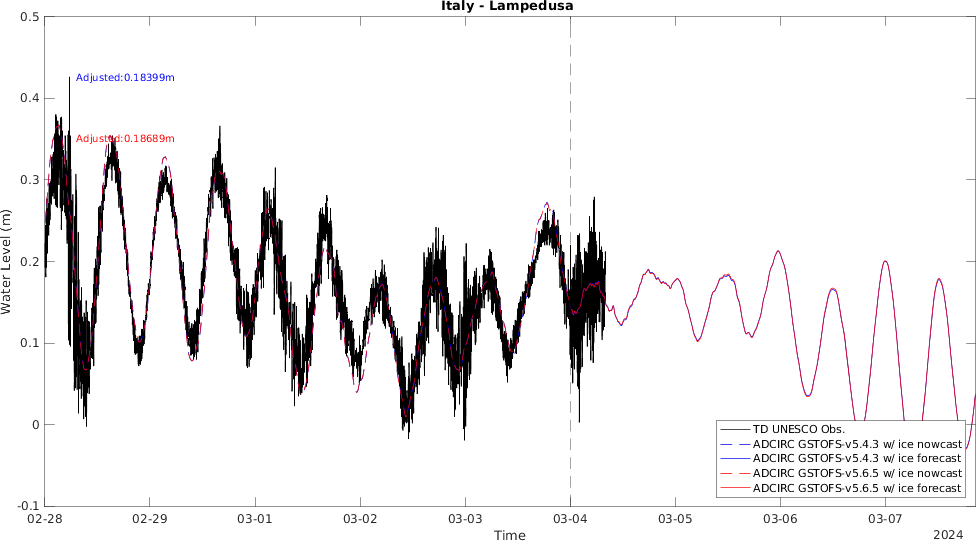 Italy - Lampedusa
Water Level (m)
0.5
0.4
0.3
0.2
0.1
0
-0.1
Adjusted:0.18399m
Adjusted:0.18689m
TD UNESCO Obs.
ADCIRC GSTOFS-v5.4.3 w/ ice nowcast
ADCIRC GSTOFS-v5.4.3 w/ ice forecast
ADCIRC GSTOFS-v5.6.5 w/ ice nowcast
ADCIRC GSTOFS-v5.6.5 w/ ice forecast
02-28 02-29 03-01 03-02 03-03 03-04 03-05 03-06 03-07
Time
2024